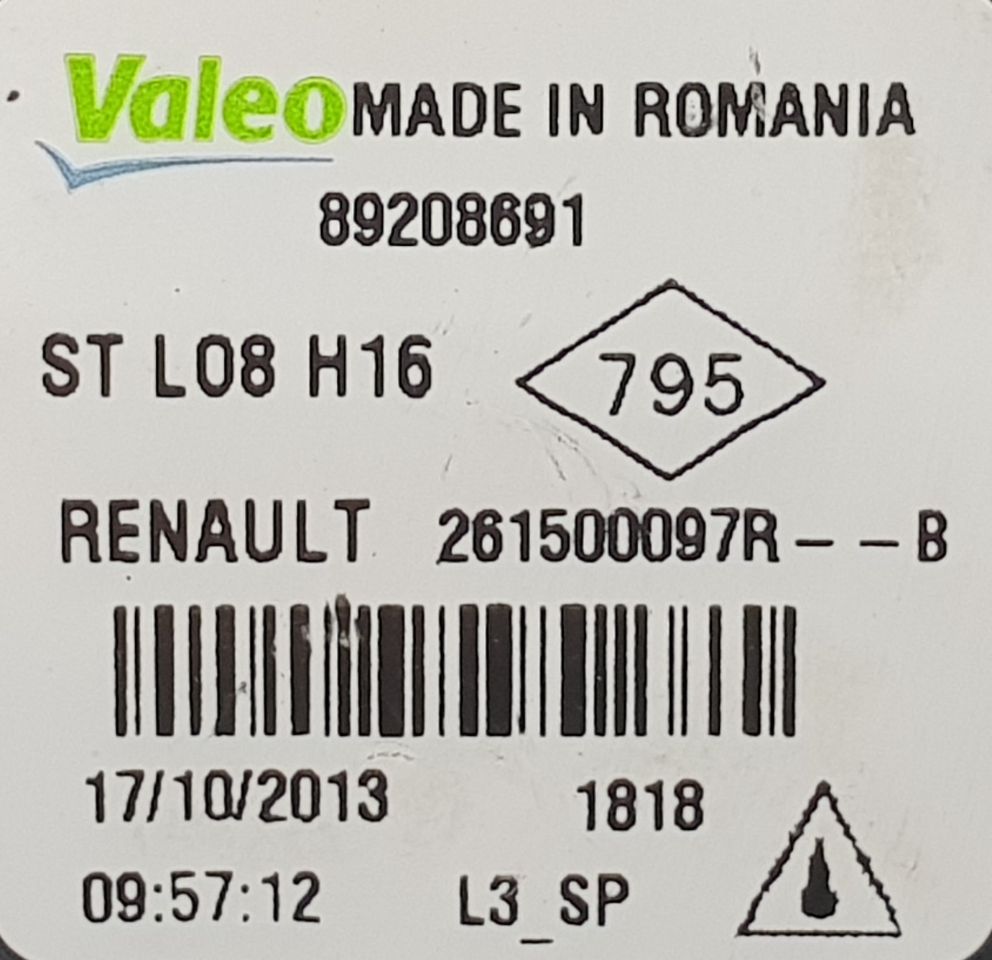 Valeo MADE IN ROMANIA
89208691
ST L08 H16 795
RENAULT 261500097R--B
17/10/2013 1818
09:57:12 L3_SP